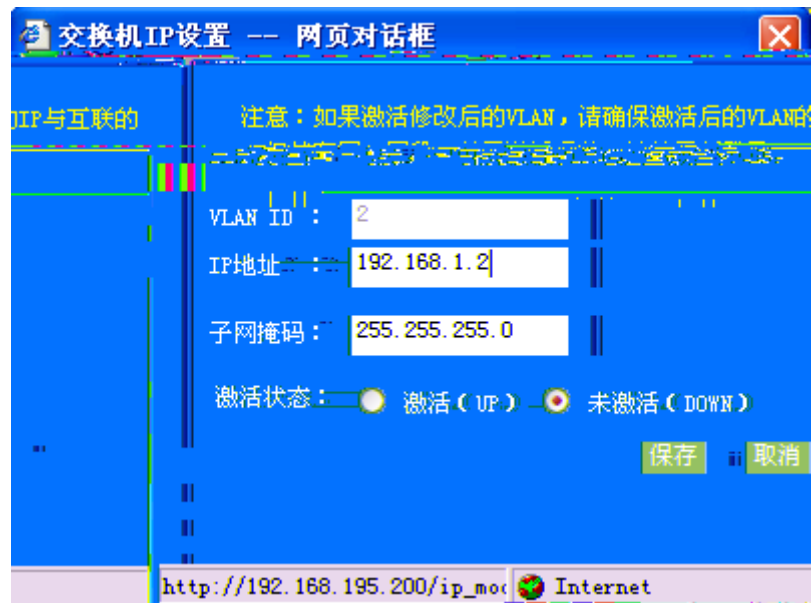 交换机IP设置 -- 网页对话框
IP与互联的
注意：如果激活修改后的VLAN，请确保激活后的VLAN的
VLAN ID ： 2
IP地址 ： 192.168.1.2
子网掩码： 255.255.255.0
激活状态： 激活(UP) 未激活(DOWN)
保存 取消
http://192.168.195.200/ip_mod Internet